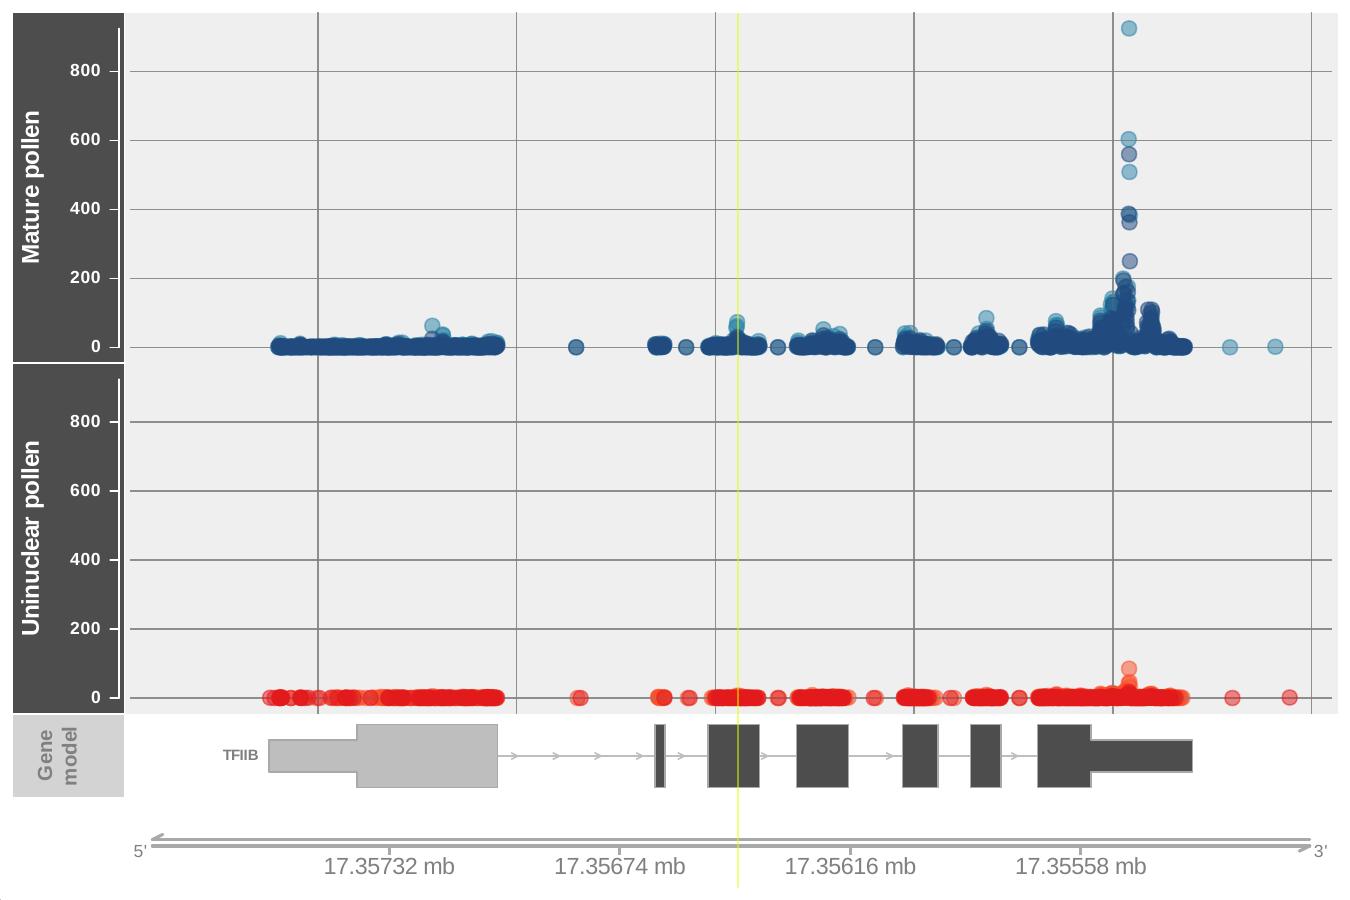 Mature pollen
800
600
400
200
0
Uninuclear pollen
800
600
400
200
0
Gene
model
TFIIB
5'
3'
17.35732 mb
17.35674 mb
17.35616 mb
17.35558 mb